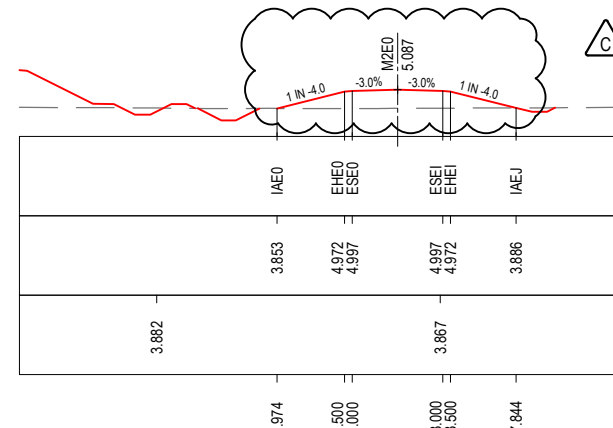 C
M2E0
5.087
1 IN -4.0
-3.0%
-3.0%
1 IN -4.0
IAE0
EHE0
ESE0
ESEI
EHEI
IAEJ
3.853
4.972
4.997
4.997
4.972
3.886
3.882
3.867
.974
.500
.000
.000
.500
.844